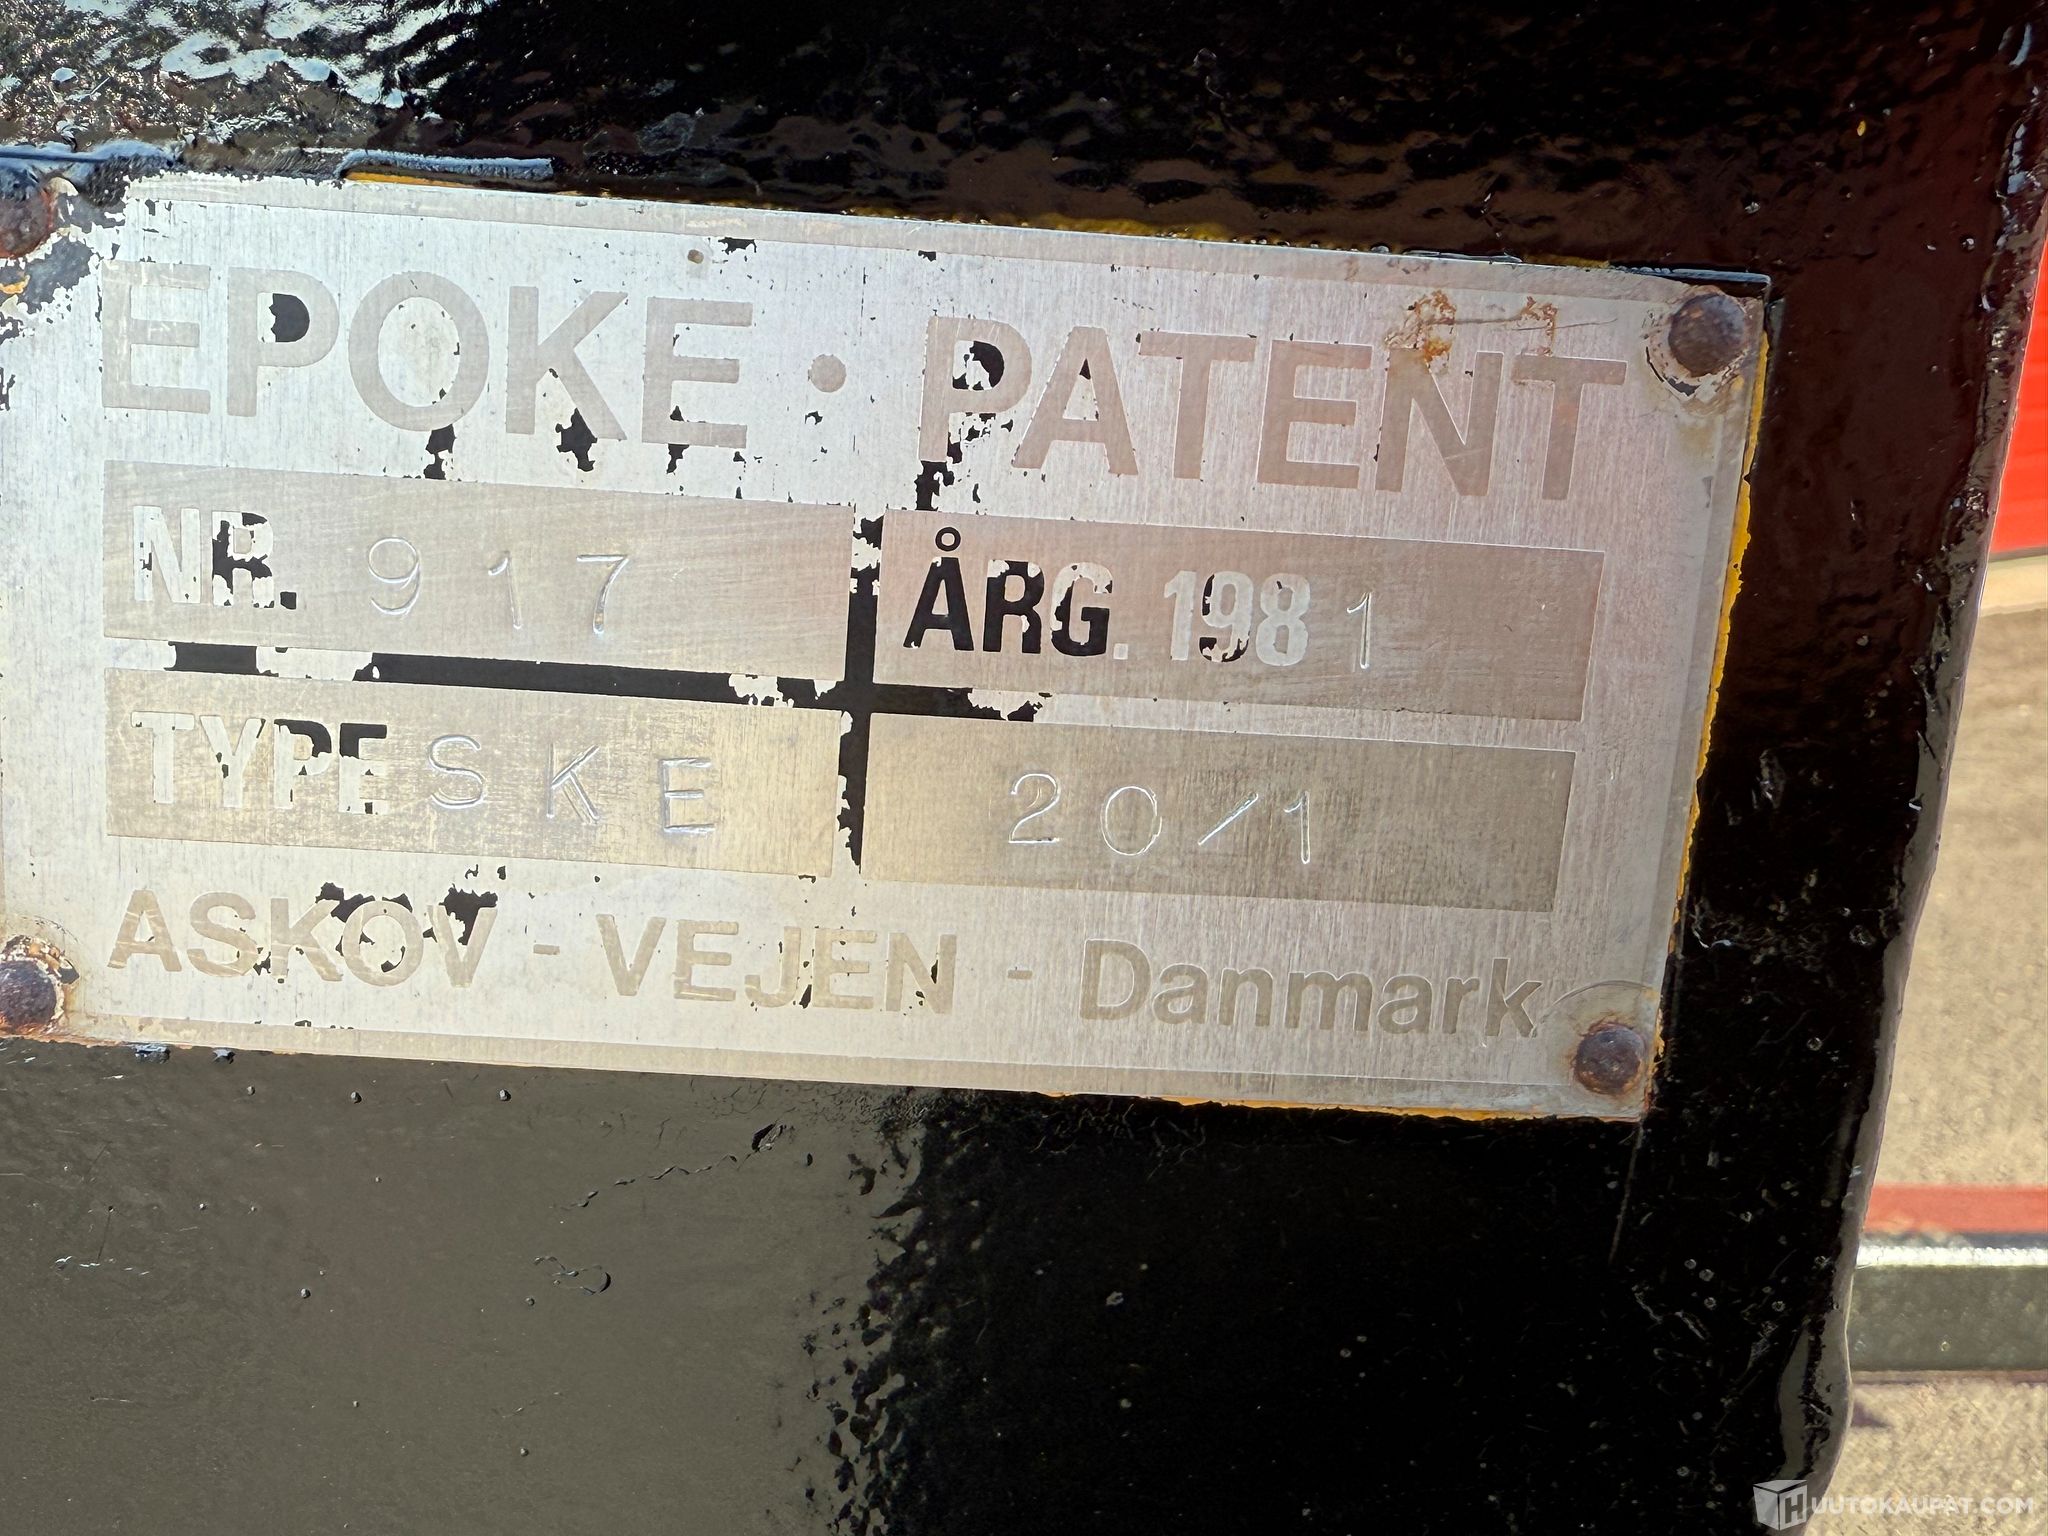 EPOKE · PATENT
NR. 917 ÅRG. 1981
TYPE SKE 20/1
ASKOV - VEJEN - Danmark
HUUTOKAUPAT.COM